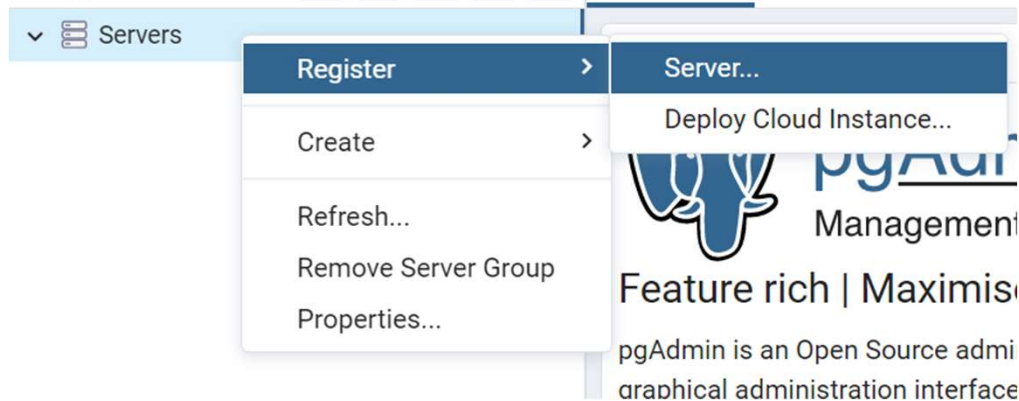 Servers
Register
Server...
Deploy Cloud Instance...
Create
Refresh...
Remove Server Group
Properties...
Management
Feature rich | Maximise
pgAdmin is an Open Source
graphical administration interface